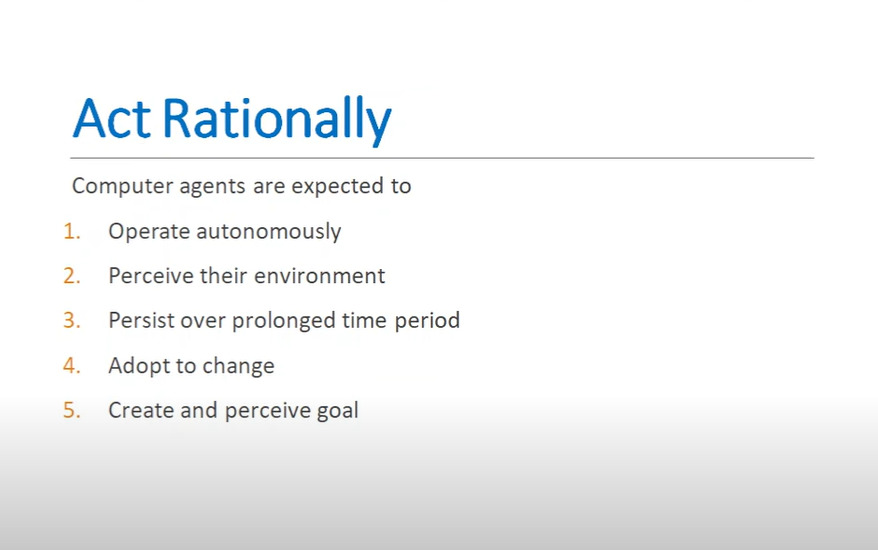 Act Rationally
Computer agents are expected to
1. Operate autonomously
2. Perceive their environment
3. Persist over prolonged time period
4. Adopt to change
5. Create and perceive goal